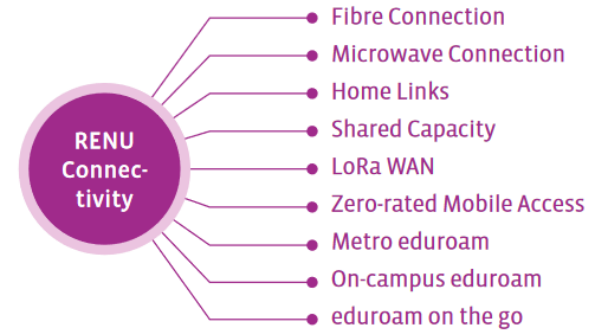 RENU
Connec-
tivity
Fibre Connection
Microwave Connection
Home Links
Shared Capacity
LoRa WAN
Zero-rated Mobile Access
Metro eduroam
On-campus eduroam
eduroam on the go